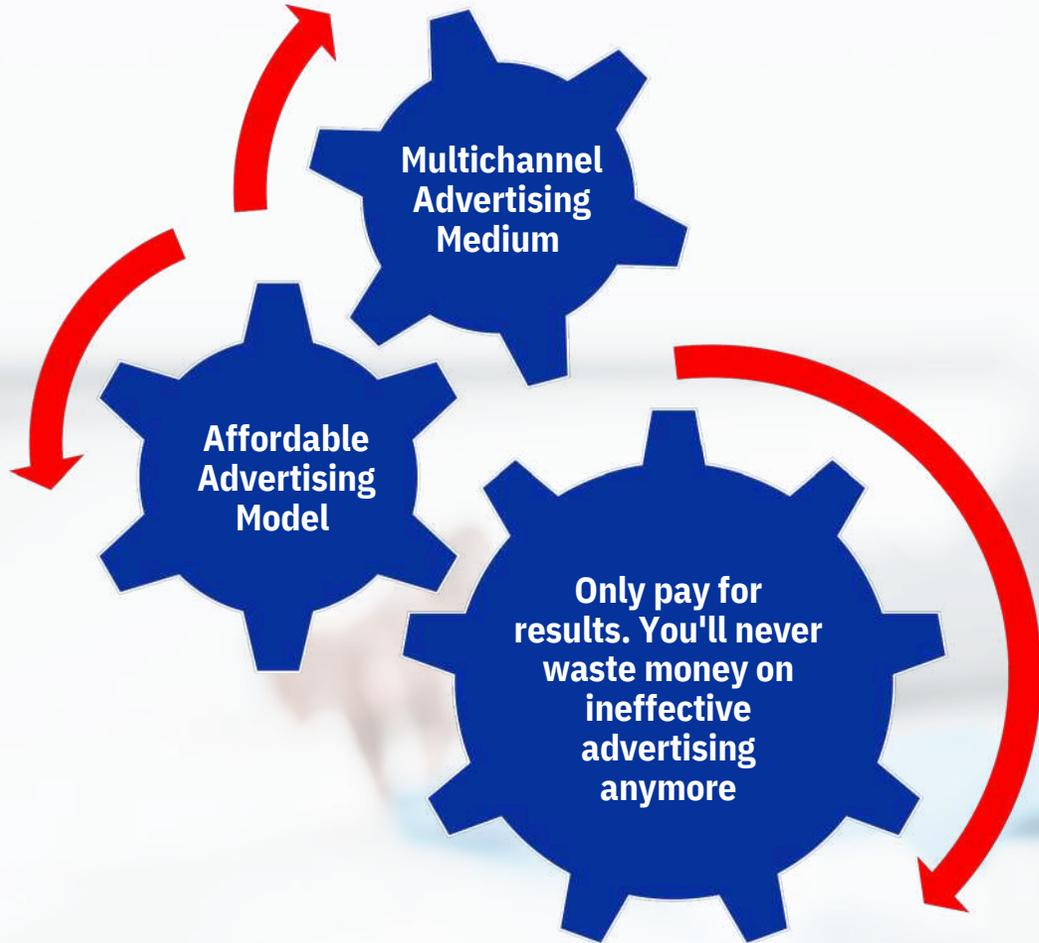 Multichannel
Advertising
Medium
Affordable
Advertising
Model
Only pay for
results. You'll never
waste money on
ineffective
advertising
anymore